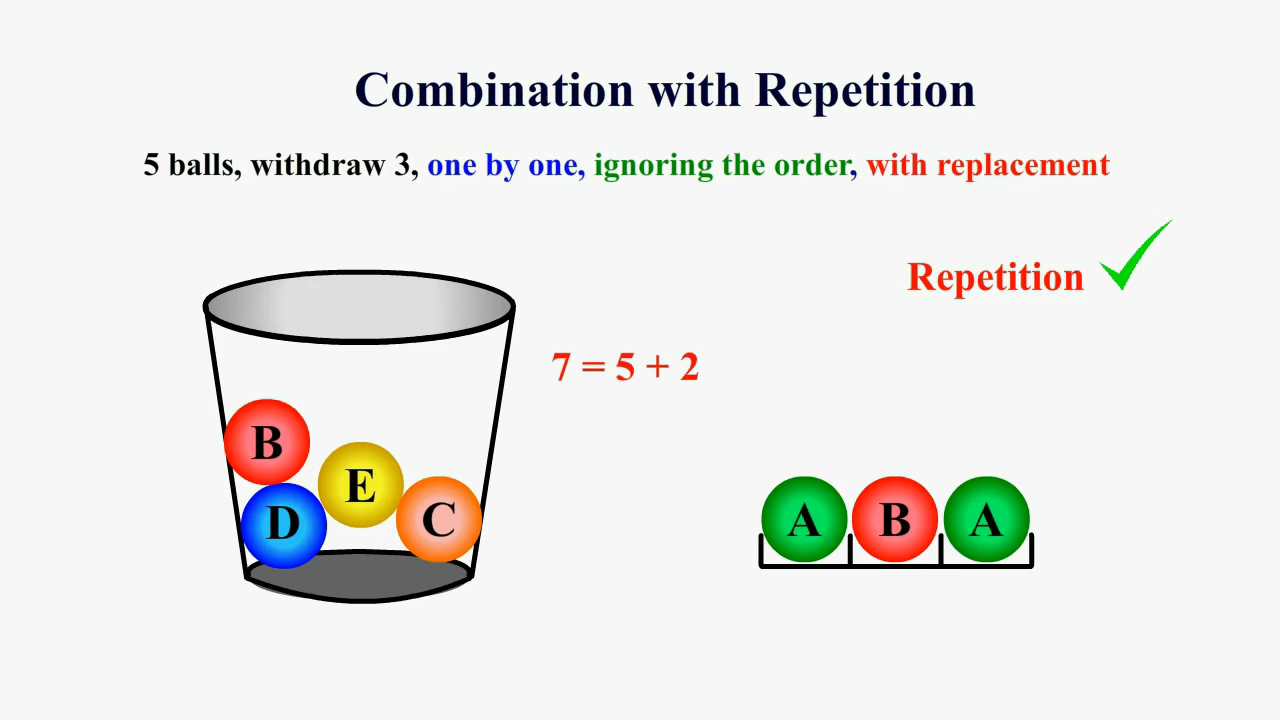 Combination with Repetition
5 balls, withdraw 3, one by one, ignoring the order, with replacement
Repetition
7 = 5 + 2
B
E
D
C
A B A